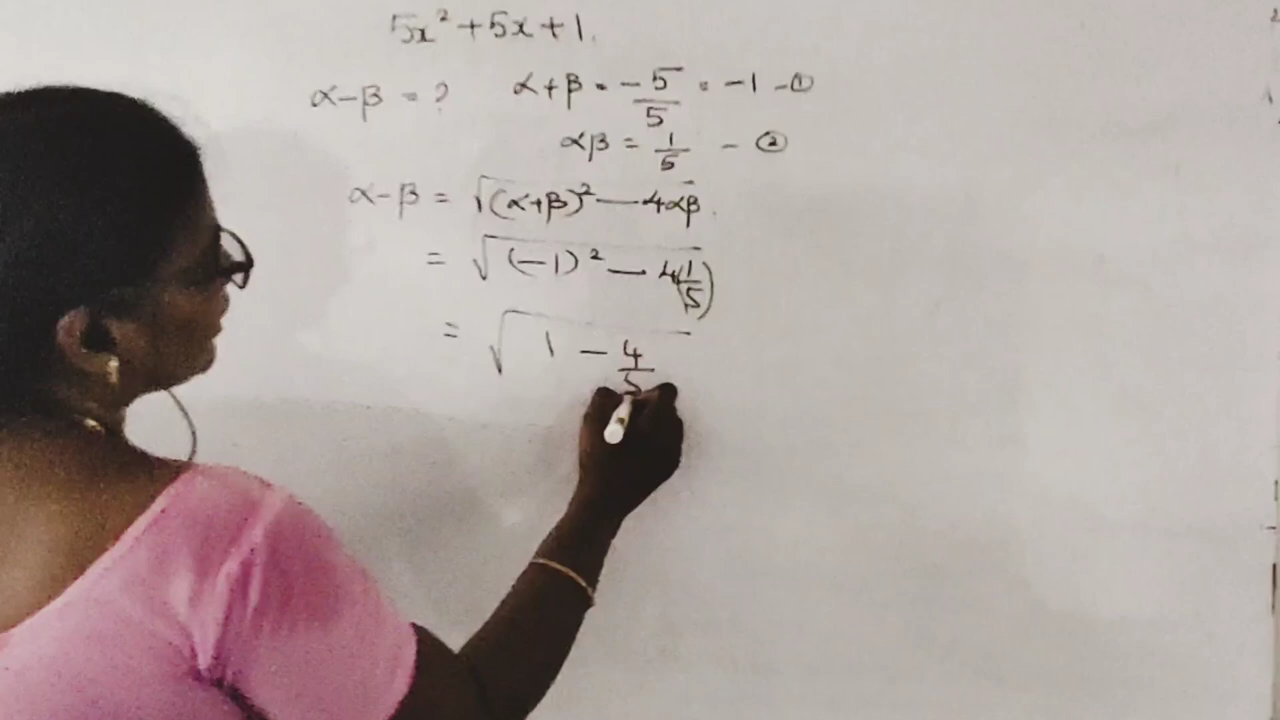 5x² + 5x + 1.
α-β = ? α+β = -5/5 = -1 - ①
αβ = 1/5 - ②
α-β = √(α+β)² - 4αβ.
= √(-1)² - 4(1/5)
= √1 - 4/5